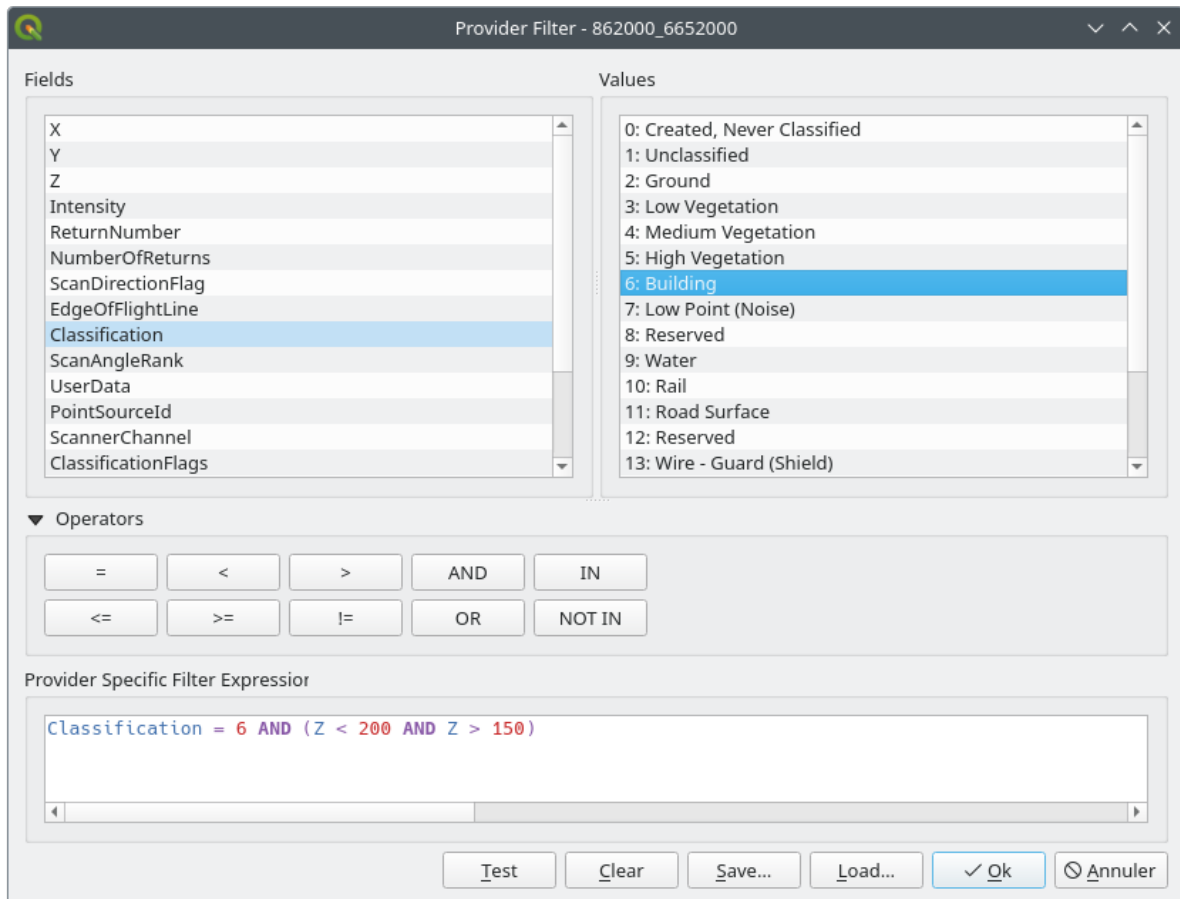 Provider Filter - 862000_6652000
Fields
X
Y
Z
Intensity
ReturnNumber
NumberOfReturns
ScanDirectionFlag
EdgeOfFlightLine
Classification
ScanAngleRank
UserData
PointSourceId
ScannerChannel
ClassificationFlags
Values
0: Created, Never Classified
1: Unclassified
2: Ground
3: Low Vegetation
4: Medium Vegetation
5: High Vegetation
6: Building
7: Low Point (Noise)
8: Reserved
9: Water
10: Rail
11: Road Surface
12: Reserved
13: Wire - Guard (Shield)
Operators
= < > AND IN
<= >= != OR NOT IN
Provider Specific Filter Expression
Classification = 6 AND (Z < 200 AND Z > 150)
Test Clear Save... Load... Ok Annuler